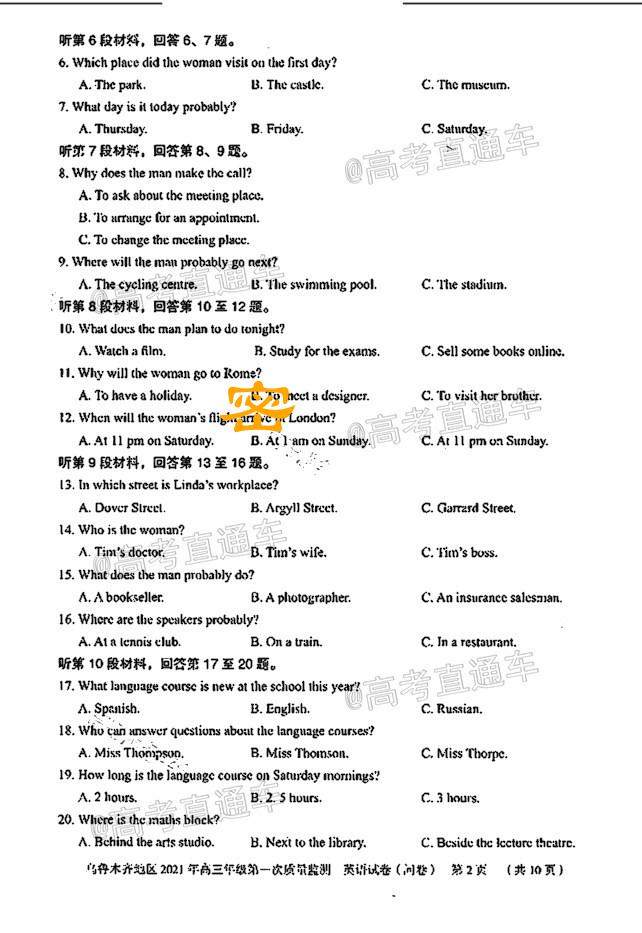 听第6段材料，回答6、7题。
6. Which place did the woman visit on the first day?
A. The park. B. The castle. C. The museum.
7. What day is it today probably?
A. Thursday. B. Friday. C. Saturday.
@高考直通车
听第7段材料，回答第8、9题。
8. Why does the man make the call?
A. To ask about the meeting place.
B. To arrange for an appointment.
C. To change the meeting place.
9. Where will the man probably go next?
A. The cycling centre. B. The swimming pool. C. The stadium.
@高考直通车
听第8段材料，回答第10至12题。
10. What does the man plan to do tonight?
A. Watch a film. B. Study for the exams. C. Sell some books online.
11. Why will the woman go to Rome?
A. To have a holiday. B. To meet a designer. C. To visit her brother.
密
12. When will the woman's flight arrive in London?
@高考直通车
A. At 11 pm on Saturday. B. At 1 am on Sunday. C. At 11 pm on Sunday.
听第9段材料，回答第13至16题。
13. In which street is Linda's workplace?
A. Dover Street. B. Argyll Street. C. Garrard Street.
14. Who is the woman?
@高考直通车
A. Tim's doctor. B. Tim's wife. C. Tim's boss.
15. What does the man probably do?
A. A bookseller. B. A photographer. C. An insurance salesman.
16. Where are the speakers probably?
A. At a tennis club. B. On a train. C. In a restaurant.
听第10段材料，回答第17至20题。
17. What language course is new at the school this year?
@高考直通车
A. Spanish. B. English. C. Russian.
18. Who can answer questions about the language courses?
A. Miss Thompson. B. Miss Thomson. C. Miss Thorpe.
19. How long is the language course on Saturday mornings?
A. 2 hours. B. 2. 5 hours. C. 3 hours.
@高考直通车
20. Where is the maths block?
A. Behind the arts studio. B. Next to the library. C. Beside the lecture theatre.
乌鲁木齐地区2021年高三年级第一次质量监测 英语试卷（问卷） 第2页 （共10页）